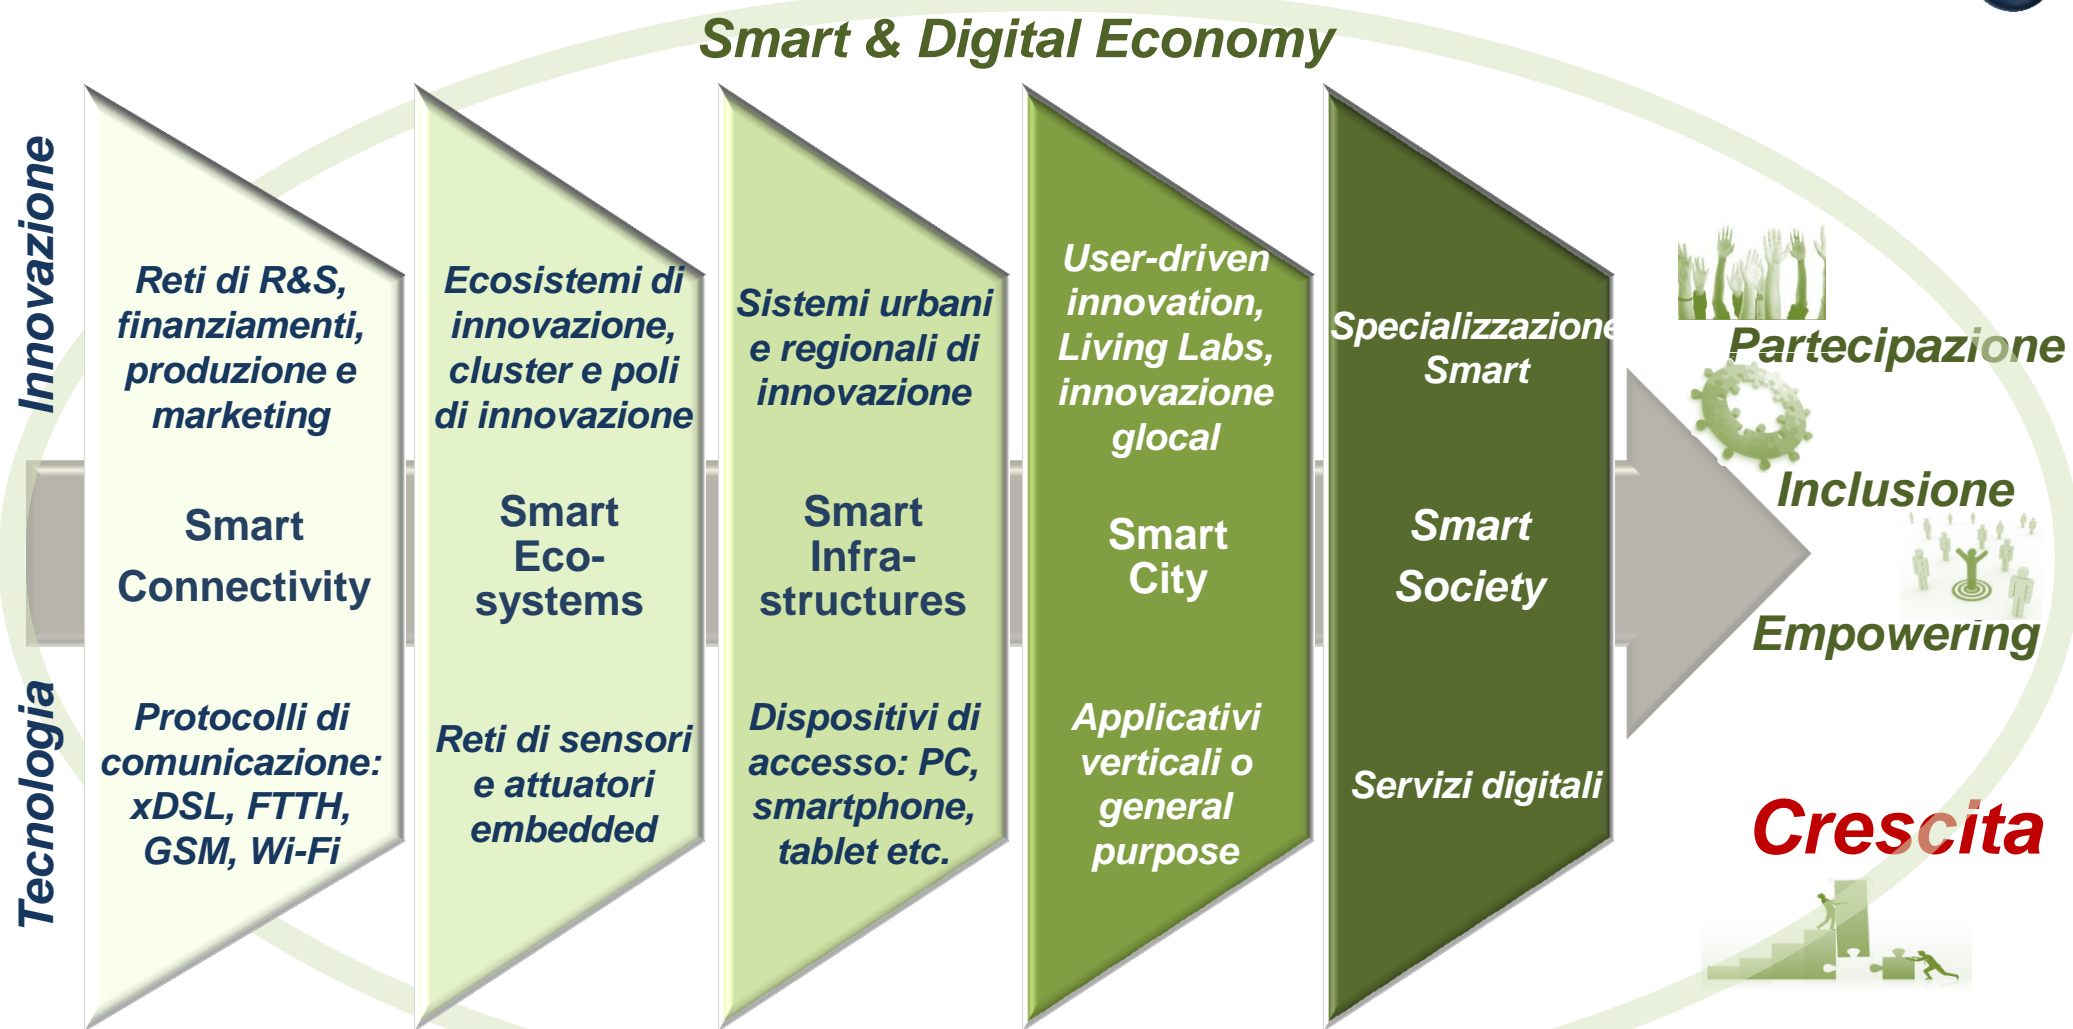 Smart & Digital Economy
Innovazione
Reti di R&S,
finanziamenti,
produzione e
marketing
Smart
Connectivity
Tecnologia
Protocolli di
comunicazione:
xDSL, FTTH,
GSM, Wi-Fi
Ecosistemi di
innovazione,
cluster e poli
di innovazione
Smart
Eco-
systems
Reti di sensori
e attuatori
embedded
Sistemi urbani
e regionali di
innovazione
Smart
Infra-
structures
Dispositivi di
accesso: PC,
smartphone,
tablet etc.
User-driven
innovation,
Living Labs,
innovazione
glocal
Smart
City
Applicativi
verticali o
general
purpose
Specializzazione
Smart
Smart
Society
Servizi digitali
Partecipazione
Inclusione
Empowering
Crescita